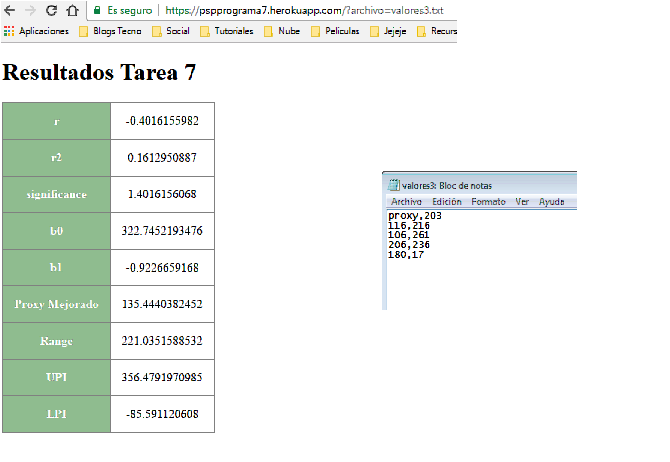 Es seguro | https://pspprograma7.herokuapp.com/?archivo=valores3.txt
Aplicaciones Blogs Tecno Social Tutoriales Nube Películas Jejeje Recurs
Resultados Tarea 7
r -0.4016155982
r2 0.1612950887
significance 1.4016156068
b0 322.7452193476
b1 -0.9226659168
Proxy Mejorado 135.4440382452
Range 221.0351588532
UPI 356.4791970985
LPI -85.591120608
valores3: Bloc de notas
Archivo Edición Formato Ver Ayuda
proxy,203
116,216
106,261
206,236
180,17